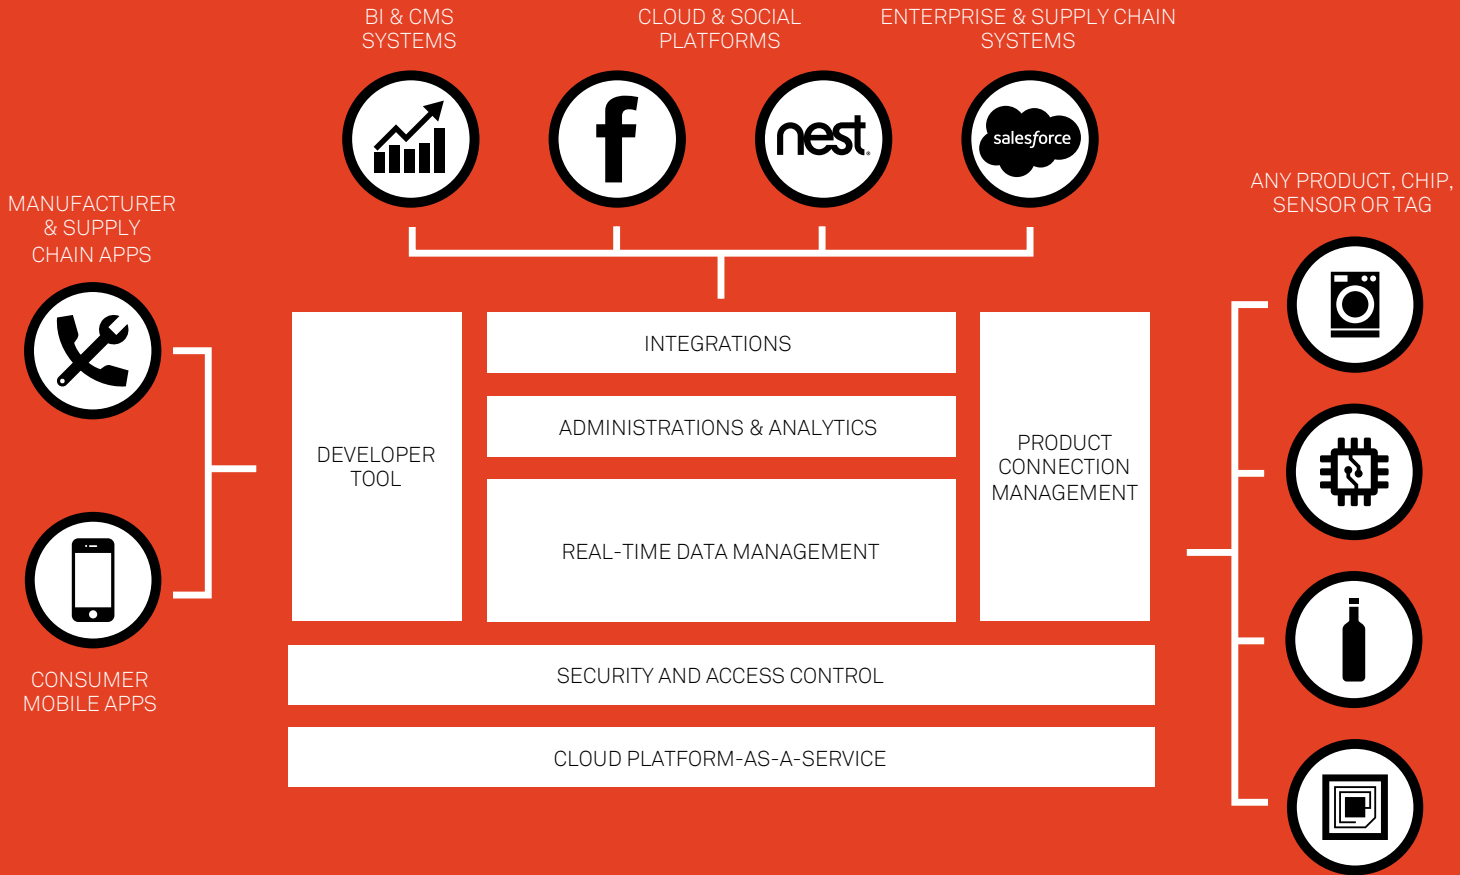 BI & CMS
SYSTEMS
CLOUD & SOCIAL
PLATFORMS
ENTERPRISE & SUPPLY CHAIN
SYSTEMS
f
nest
salesforce
MANUFACTURER
& SUPPLY
CHAIN APPS
CONSUMER
MOBILE APPS
DEVELOPER
TOOL
INTEGRATIONS
ADMINISTRATIONS & ANALYTICS
REAL-TIME DATA MANAGEMENT
PRODUCT
CONNECTION
MANAGEMENT
SECURITY AND ACCESS CONTROL
CLOUD PLATFORM-AS-A-SERVICE
ANY PRODUCT, CHIP,
SENSOR OR TAG